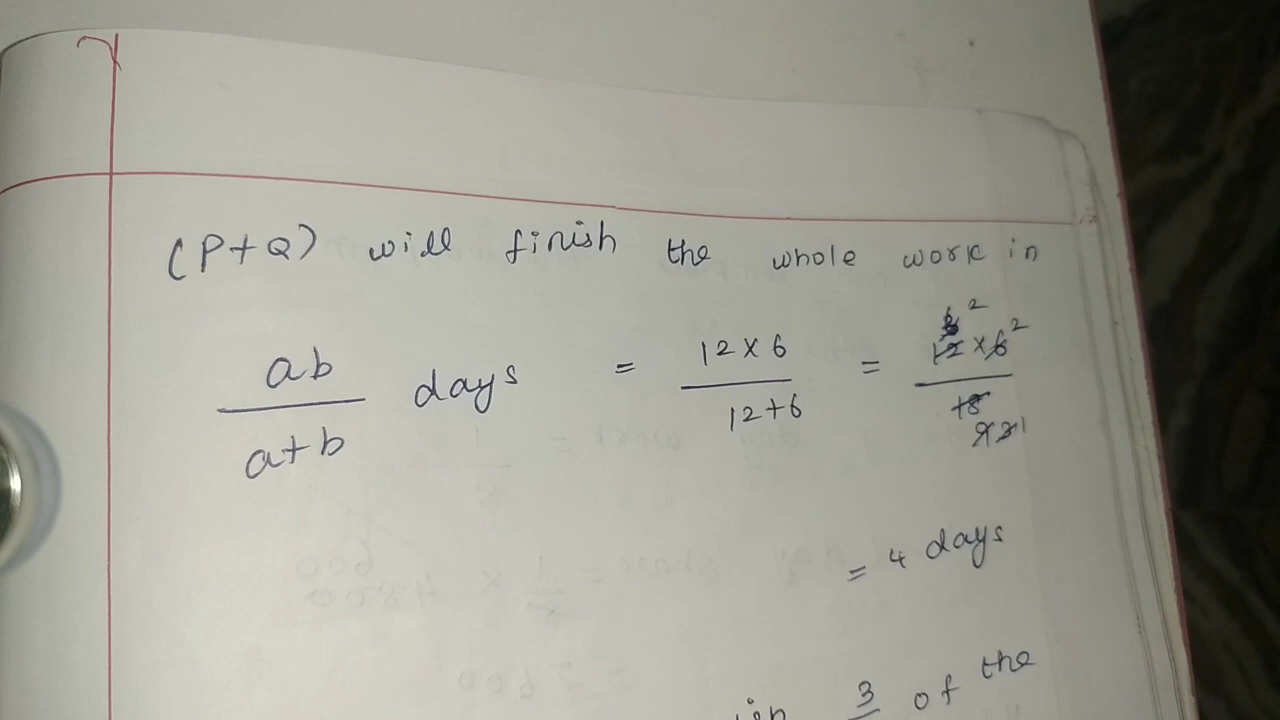 (P+Q) will finish the whole work in
ab/a+b days = 12×6/12+6 = 12×6/18
= 4 days
3 of the